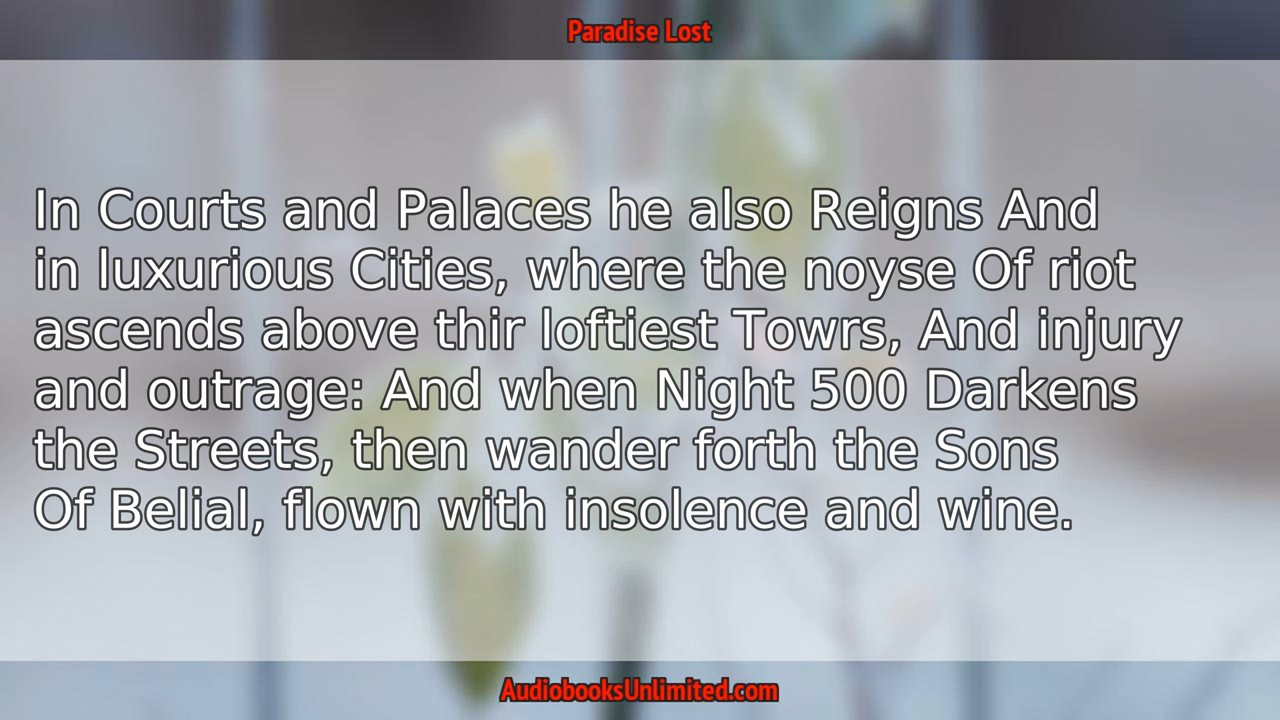 Paradise Lost
In Courts and Palaces he also Reigns And
in luxurious Cities, where the noyse Of riot
ascends above thir loftiest Towrs, And injury
and outrage: And when Night 500 Darkens
the Streets, then wander forth the Sons
Of Belial, flown with insolence and wine.
AudiobooksUnlimited.com